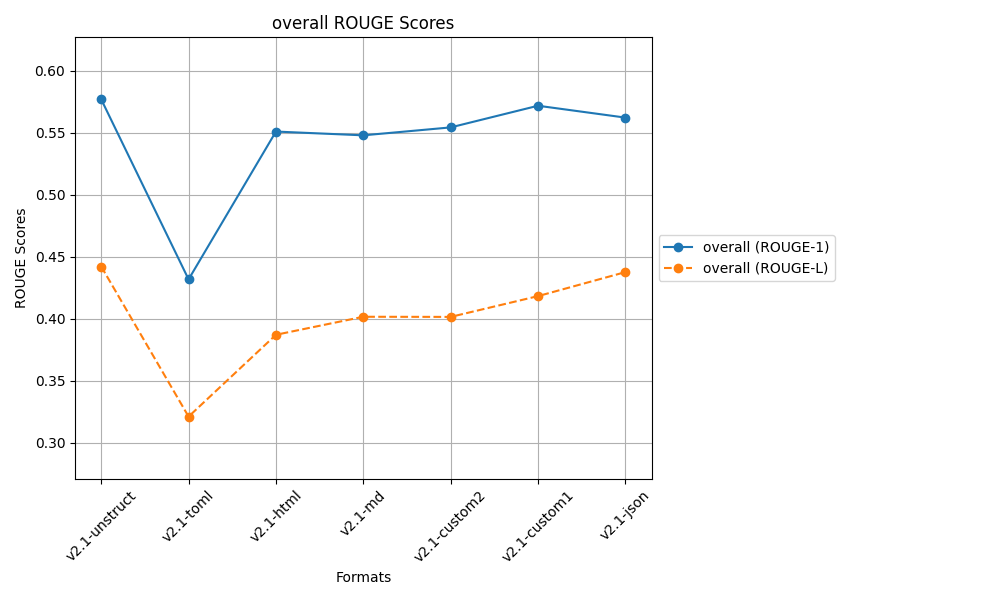 overall ROUGE Scores
ROUGE Scores
0.60
0.55
0.50
0.45
0.40
0.35
0.30
v2.1-unstruct
v2.1-toml
v2.1-html
v2.1-md
v2.1-custom2
v2.1-custom1
v2.1-json
Formats
overall (ROUGE-1)
overall (ROUGE-L)